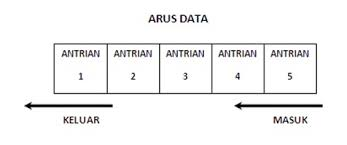 ARUS DATA
ANTRIAN ANTRIAN ANTRIAN ANTRIAN ANTRIAN
1 2 3 4 5
KELUAR MASUK